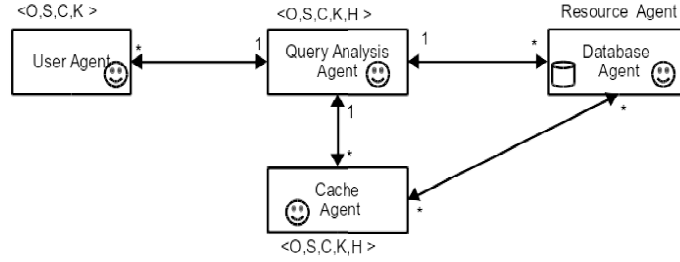 <O,S,C,K >
<O,S,C,K,H >
Resource Agent
User Agent
*
1
Query Analysis
Agent
1
*
Database
Agent
1
*
*
*
Cache
Agent
<O,S,C,K,H >